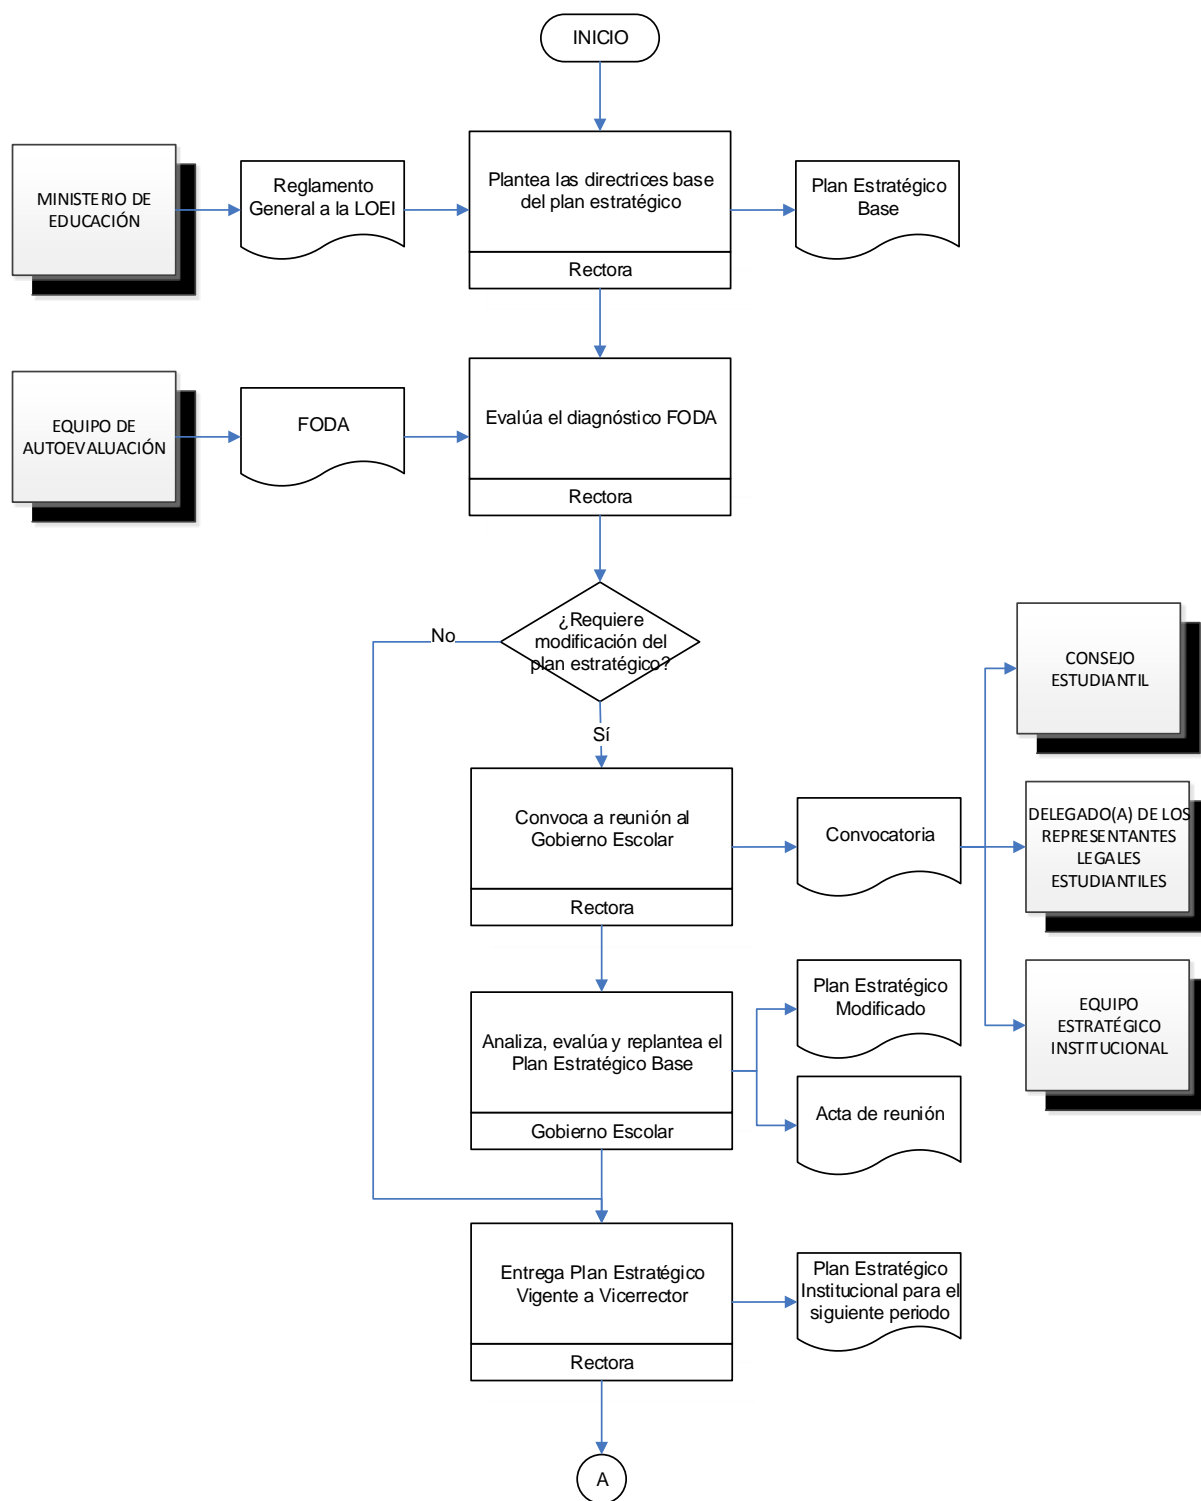 INICIO
MINISTERIO DE
EDUCACIÓN
Reglamento
General a la LOEI
Plantea las directrices base
del plan estratégico
Rectora
Plan Estratégico
Base
EQUIPO DE
AUTOEVALUACIÓN
FODA
Evalúa el diagnóstico FODA
Rectora
¿Requiere
modificación del
plan estratégico?
No
Sí
Convoca a reunión al
Gobierno Escolar
Rectora
Convocatoria
CONSEJO
ESTUDIANTIL
DELEGADO(A) DE LOS
REPRESENTANTES
LEGALES
ESTUDIANTILES
EQUIPO
ESTRATÉGICO
INSTITUCIONAL
Analiza, evalúa y replantea el
Plan Estratégico Base
Gobierno Escolar
Plan Estratégico
Modificado
Acta de reunión
Entrega Plan Estratégico
Vigente a Vicerrector
Rectora
Plan Estratégico
Institucional para el
siguiente periodo
A